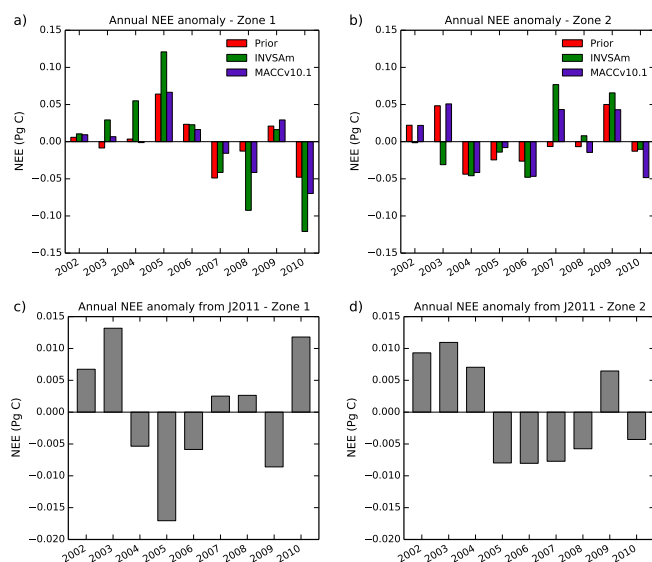 a)
Annual NEE anomaly - Zone 1
NEE (Pg C)
0.15
0.10
0.05
0.00
−0.05
−0.10
−0.15
Prior
INVSAm
MACCv10.1
2002 2003 2004 2005 2006 2007 2008 2009 2010
b)
Annual NEE anomaly - Zone 2
NEE (Pg C)
0.15
0.10
0.05
0.00
−0.05
−0.10
−0.15
Prior
INVSAm
MACCv10.1
2002 2003 2004 2005 2006 2007 2008 2009 2010
c)
Annual NEE anomaly from J2011 - Zone 1
NEE (Pg C)
0.015
0.010
0.005
0.000
−0.005
−0.010
−0.015
−0.020
2002 2003 2004 2005 2006 2007 2008 2009 2010
d)
Annual NEE anomaly from J2011 - Zone 2
NEE (Pg C)
0.015
0.010
0.005
0.000
−0.005
−0.010
−0.015
−0.020
2002 2003 2004 2005 2006 2007 2008 2009 2010